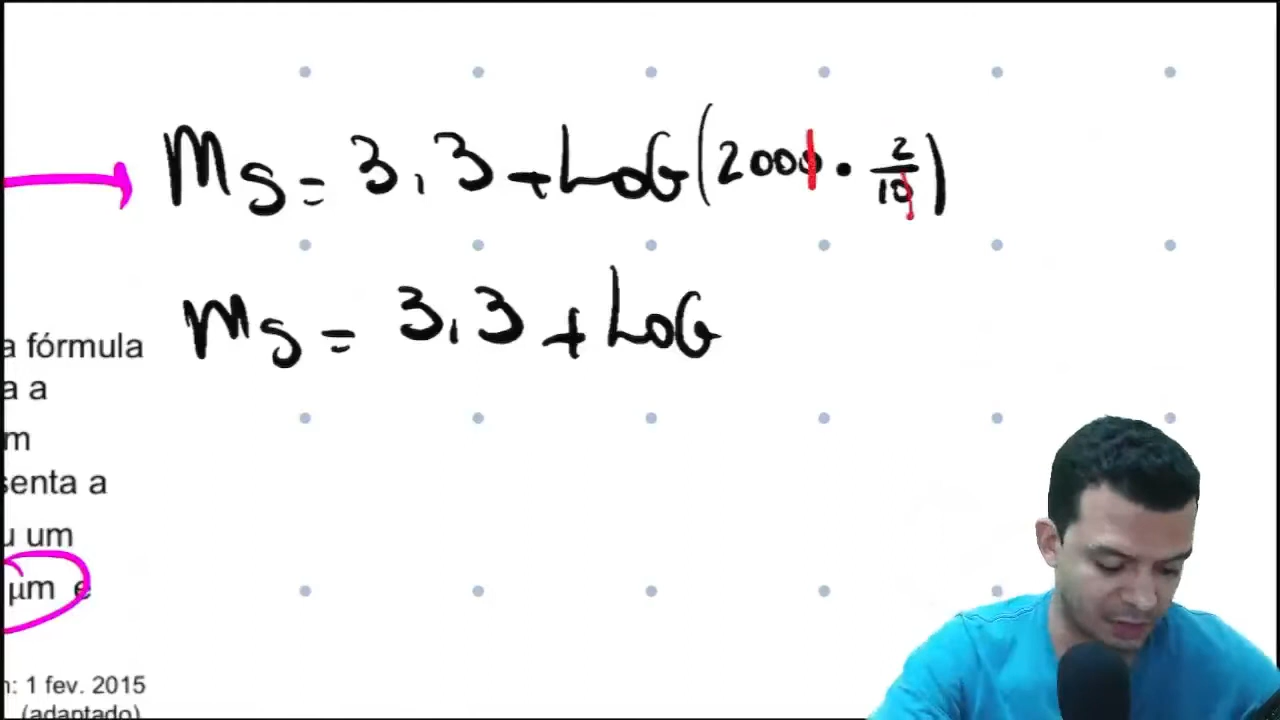 Ms = 3,3 + LOG(2000 · 2/10)
Ms = 3,3 + LOG
a fórmula
a a
m
senta a
u um
μm e
n: 1 fev. 2015
(adaptado)